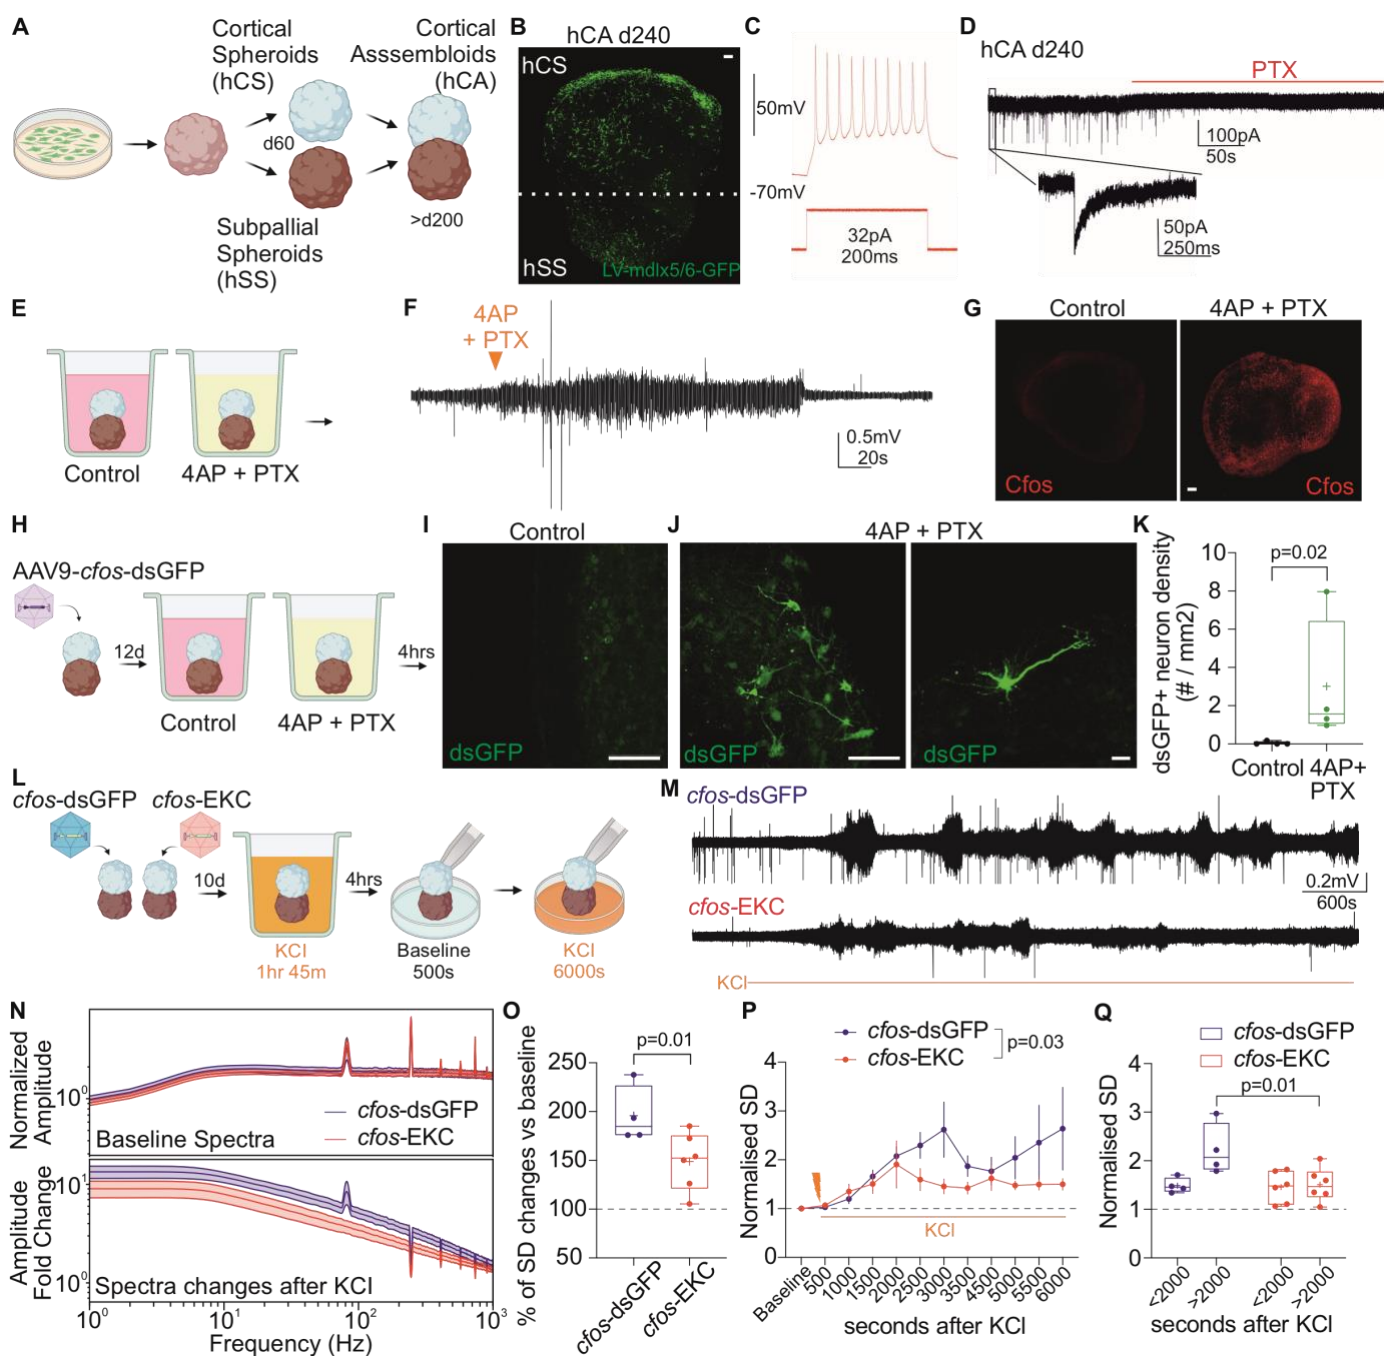 A
Cortical
Spheroids
(hCS)
Cortical
Asssembloids
(hCA)
d60
>d200
Subpallial
Spheroids
(hSS)
B
hCA d240
hCS
hSS
LV-mdlx5/6-GFP
C
50mV
-70mV
32pA
200ms
D
hCA d240
PTX
100pA
50s
50pA
250ms
E
Control
4AP + PTX
F
4AP
+ PTX
0.5mV
20s
G
Control
4AP + PTX
Cfos
Cfos
H
AAV9-cfos-dsGFP
12d
4hrs
Control
4AP + PTX
I
Control
dsGFP
J
4AP + PTX
dsGFP
dsGFP
K
p=0.02
dsGFP+ neuron density
(# / mm2)
10
8
6
4
2
0
Control
4AP+
PTX
L
cfos-dsGFP
cfos-EKC
10d
4hrs
KCl
1hr 45m
Baseline
500s
KCl
6000s
M
cfos-dsGFP
0.2mV
600s
cfos-EKC
KCl
N
Normalized
Amplitude
10⁰
cfos-dsGFP
cfos-EKC
Baseline Spectra
Amplitude
Fold Change
10¹
10⁰
Spectra changes after KCl
10⁰
10¹
10²
10³
Frequency (Hz)
O
p=0.01
% of SD changes vs baseline
250
200
150
100
50
cfos-dsGFP
cfos-EKC
P
cfos-dsGFP
cfos-EKC
p=0.03
Normalised SD
4
3
2
1
0
KCl
Baseline
500
1000
1500
2000
2500
3000
3500
4500
5000
5500
6000
seconds after KCl
Q
cfos-dsGFP
cfos-EKC
p=0.01
Normalised SD
4
3
2
1
0
<2000
>2000
<2000
>2000
seconds after KCl